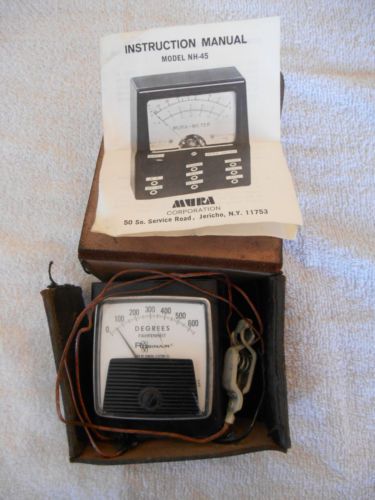 INSTRUCTION MANUAL
MODEL NH-45
MURA-METER
MURA
CORPORATION
50 So. Service Road, Jericho, N.Y. 11753
0 100 200 300 400 500 600
DEGREES
FAHRENHEIT